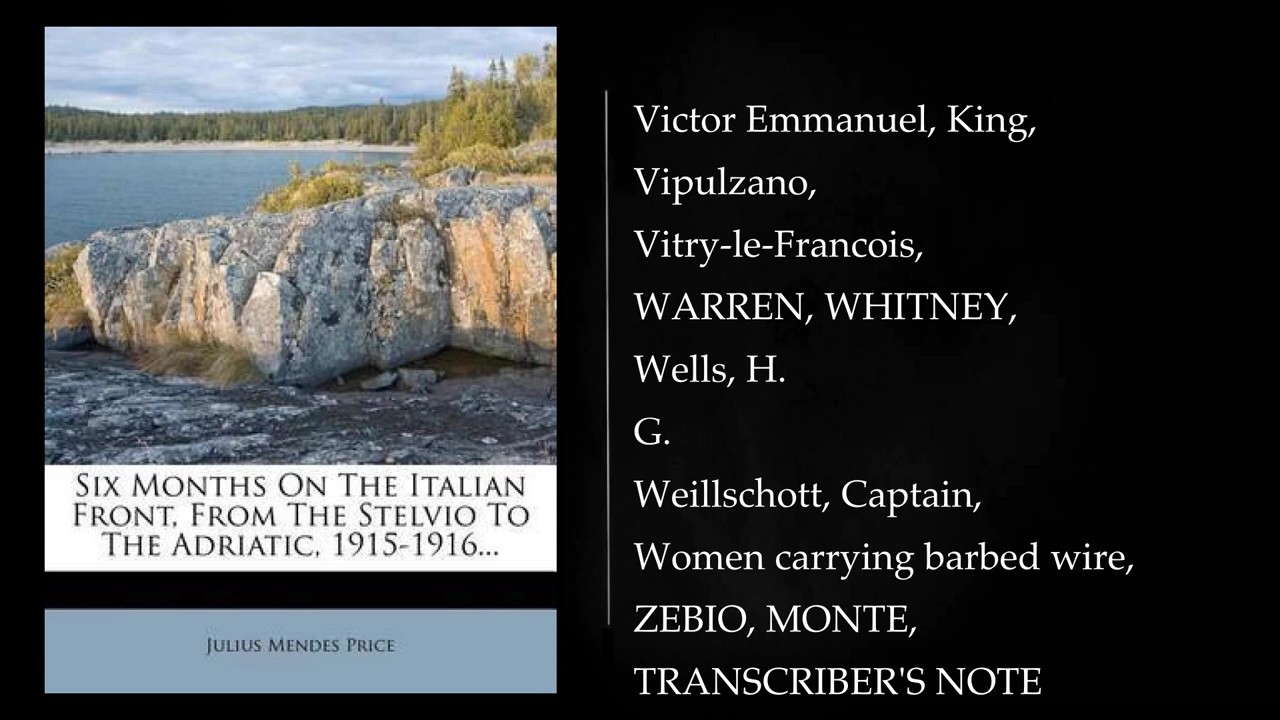 SIX MONTHS ON THE ITALIAN
FRONT, FROM THE STELVIO TO
THE ADRIATIC, 1915-1916...
JULIUS MENDES PRICE
Victor Emmanuel, King,
Vipulzano,
Vitry-le-Francois,
WARREN, WHITNEY,
Wells, H.
G.
Weillschott, Captain,
Women carrying barbed wire,
ZEBIO, MONTE,
TRANSCRIBER'S NOTE